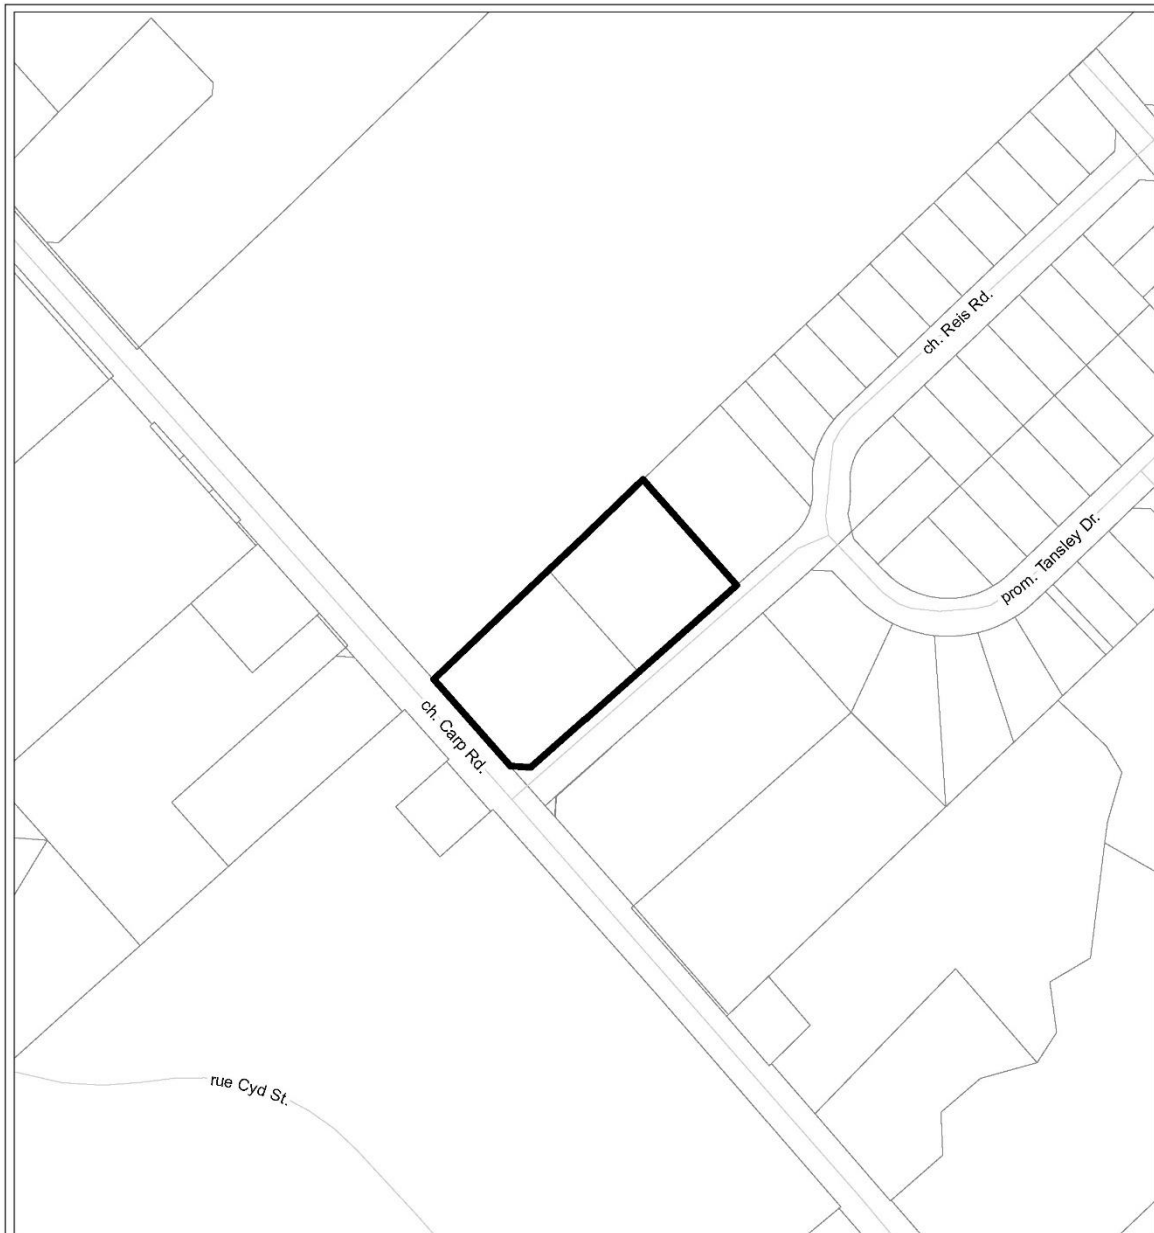 ch. Reis Rd.
prom. Tansley Dr.
ch. Carp Rd.
rue Cyd St.